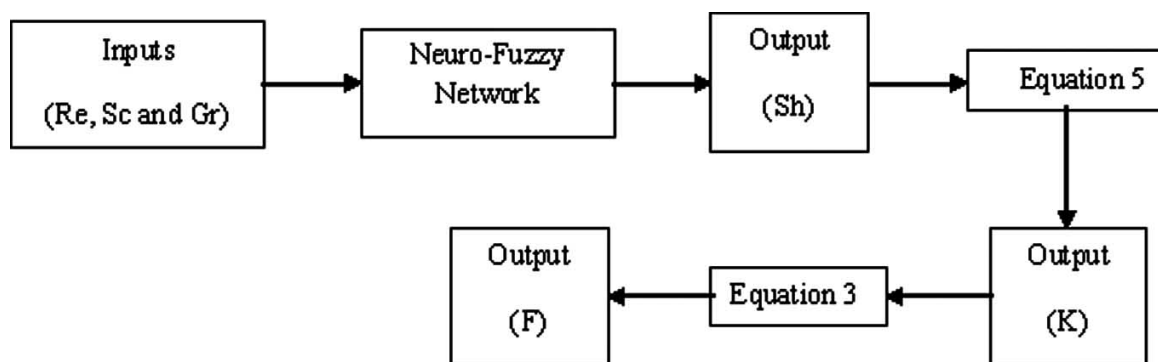 Inputs
(Re, Sc and Gr)
Neuro-Fuzzy
Network
Output
(Sh)
Equation 5
Output
(K)
Equation 3
Output
(F)